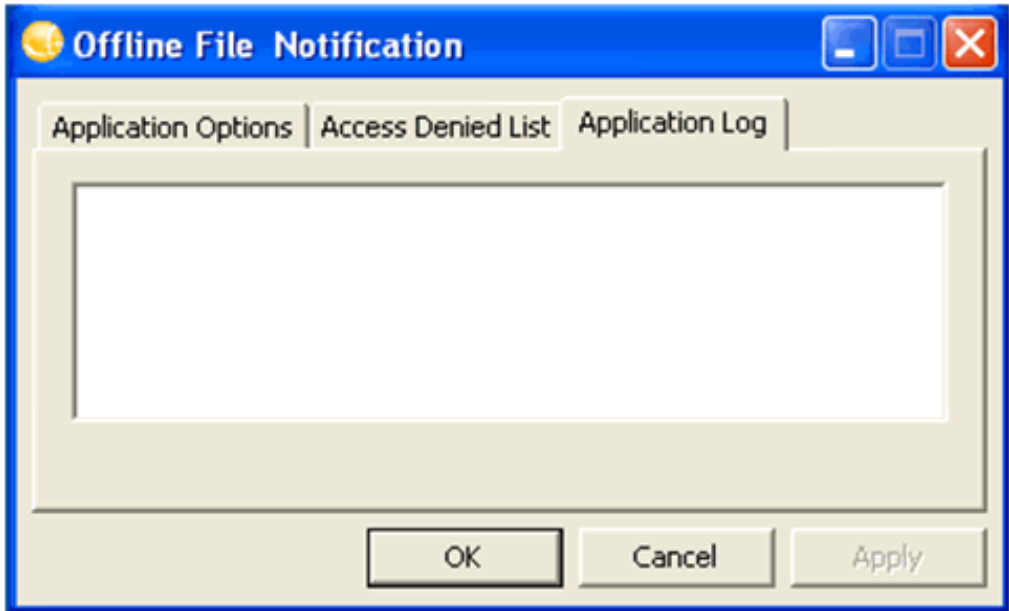 Offline File Notification
Application Options Access Denied List Application Log
OK Cancel Apply